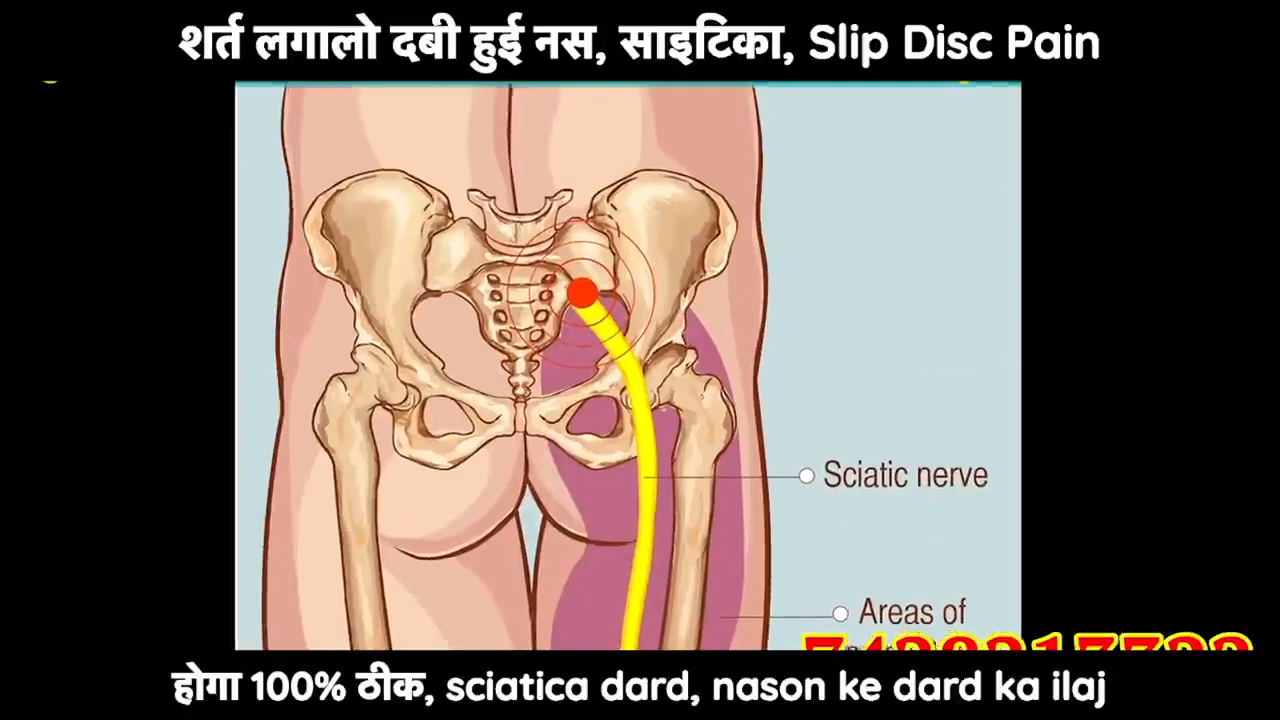 शर्त लगालो दबी हुई नस, साइटिका, Slip Disc Pain
Sciatic nerve
Areas of
होगा 100% ठीक, sciatica dard, nason ke dard ka ilaj